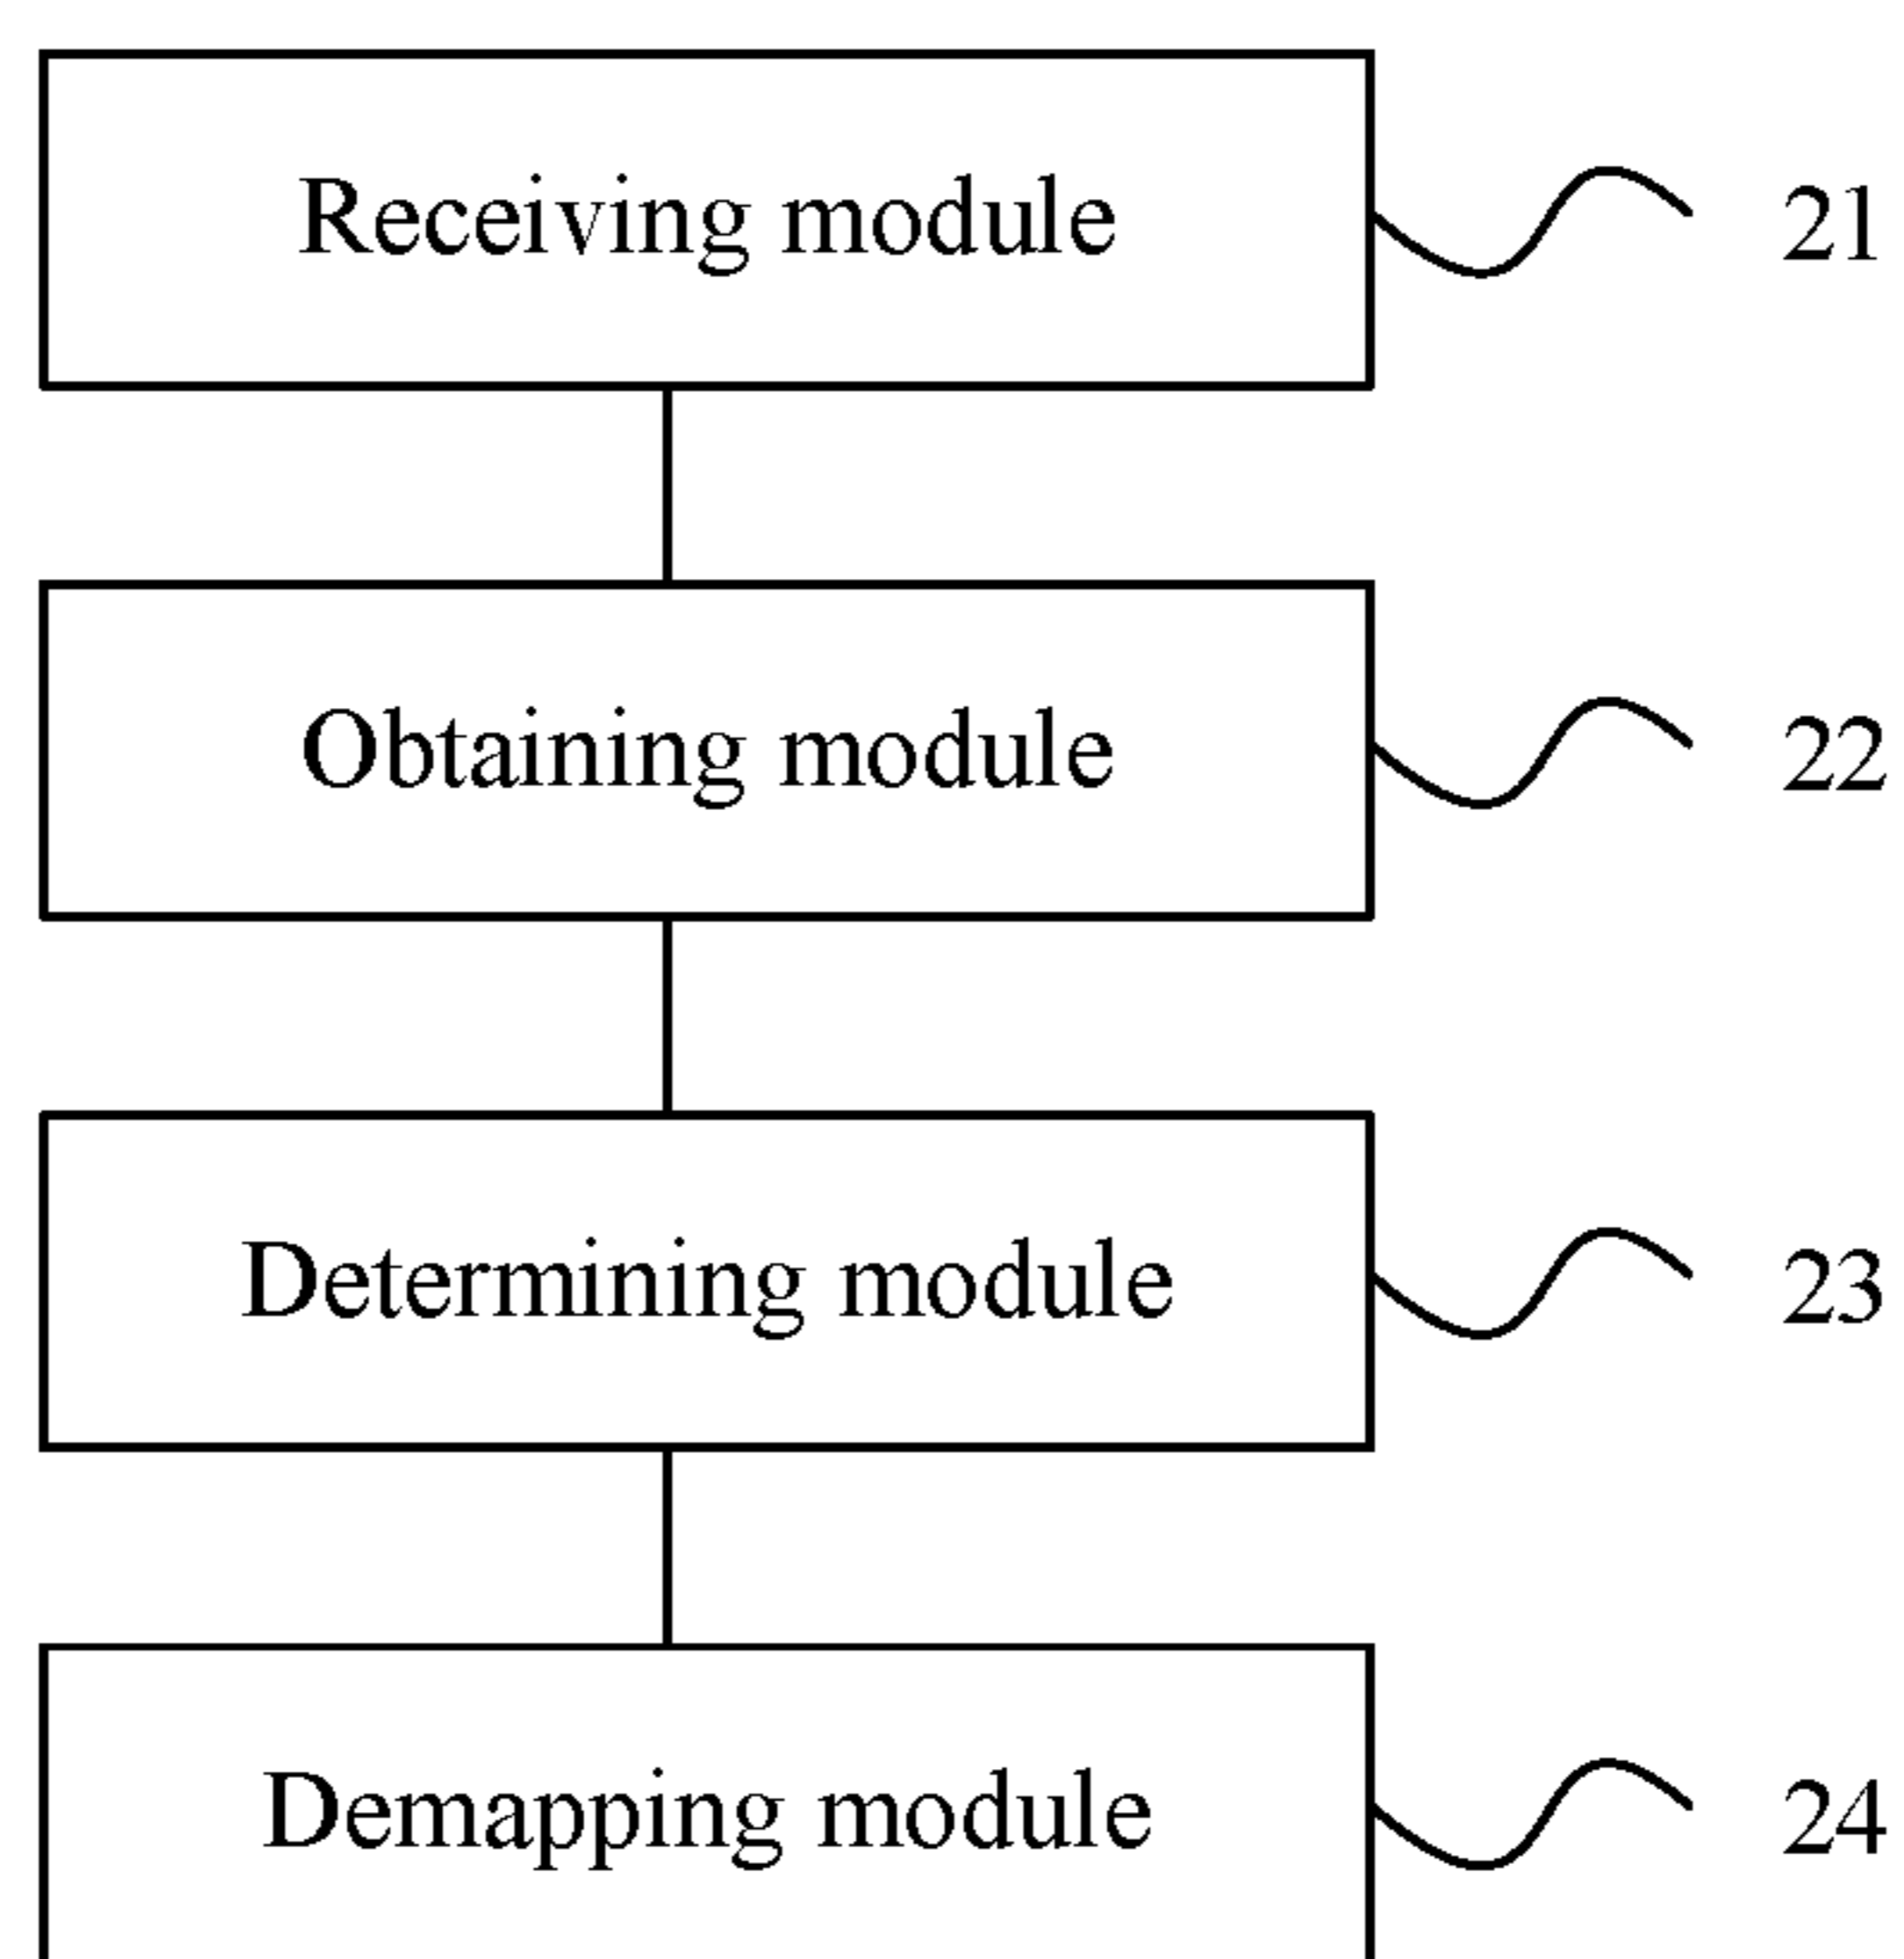 Receiving module 21
Obtaining module 22
Determining module 23
Demapping module 24